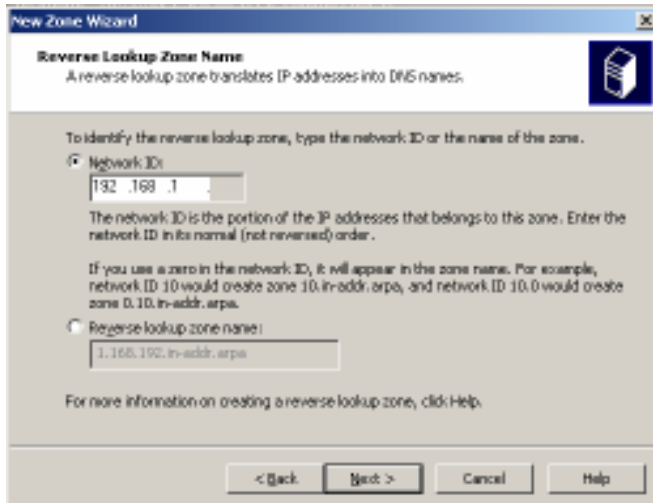 New Zone Wizard
Reverse Lookup Zone Name
A reverse lookup zone translates IP addresses into DNS names.
To identify the reverse lookup zone, type the network ID or the name of the zone.
Network ID:
192 .168 .1 .
The network ID is the portion of the IP addresses that belongs to this zone. Enter the
network ID in its normal (not reversed) order.
If you use a zero in the network ID, it will appear in the zone name. For example,
network ID 10 would create zone 10.in-addr.arpa, and network ID 10.0 would create
zone 0.10.in-addr.arpa.
Reverse lookup zone name:
1.168.192.in-addr.arpa
For more information on creating a reverse lookup zone, click Help.
< Back Next > Cancel Help